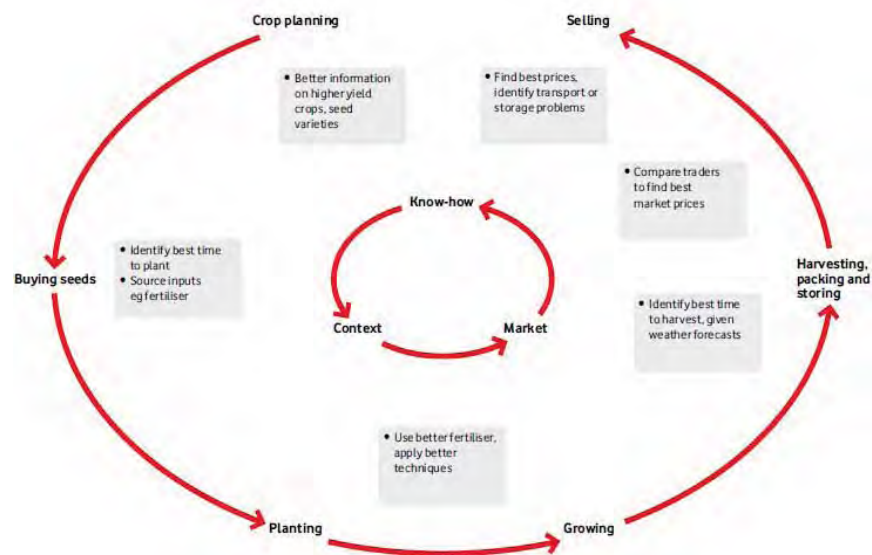 Crop planning
Selling
• Better information
on higher yield
crops, seed
varieties
• Find best prices,
identify transport or
storage problems
• Compare traders
to find best
market prices
Know-how
• Identify best time
to plant
• Source inputs
eg fertiliser
Buying seeds
Harvesting,
packing and
storing
• Identify best time
to harvest, given
weather forecasts
Context
Market
• Use better fertiliser,
apply better
techniques
Planting
Growing